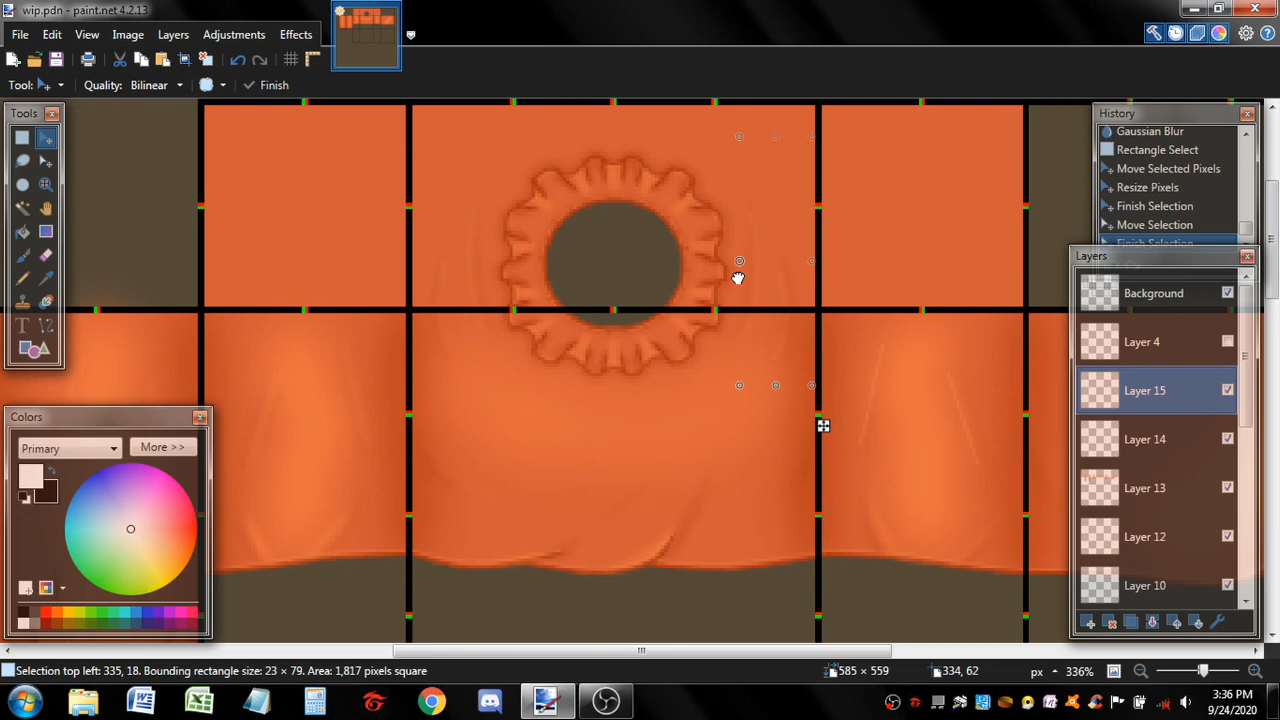 wip.pdn - paint.net 4.2.13
File Edit View Image Layers Adjustments Effects
Tool: Quality: Bilinear Finish
Tools
History
Gaussian Blur
Rectangle Select
Move Selected Pixels
Resize Pixels
Finish Selection
Move Selection
Finish Selection
Layers
Background
Layer 4
Layer 15
Layer 14
Layer 13
Layer 12
Layer 10
Colors
Primary
More >>
Selection top left: 335, 18. Bounding rectangle size: 23 × 79. Area: 1,817 pixels square
585 × 559
334, 62
px
336%
3:36 PM
9/24/2020